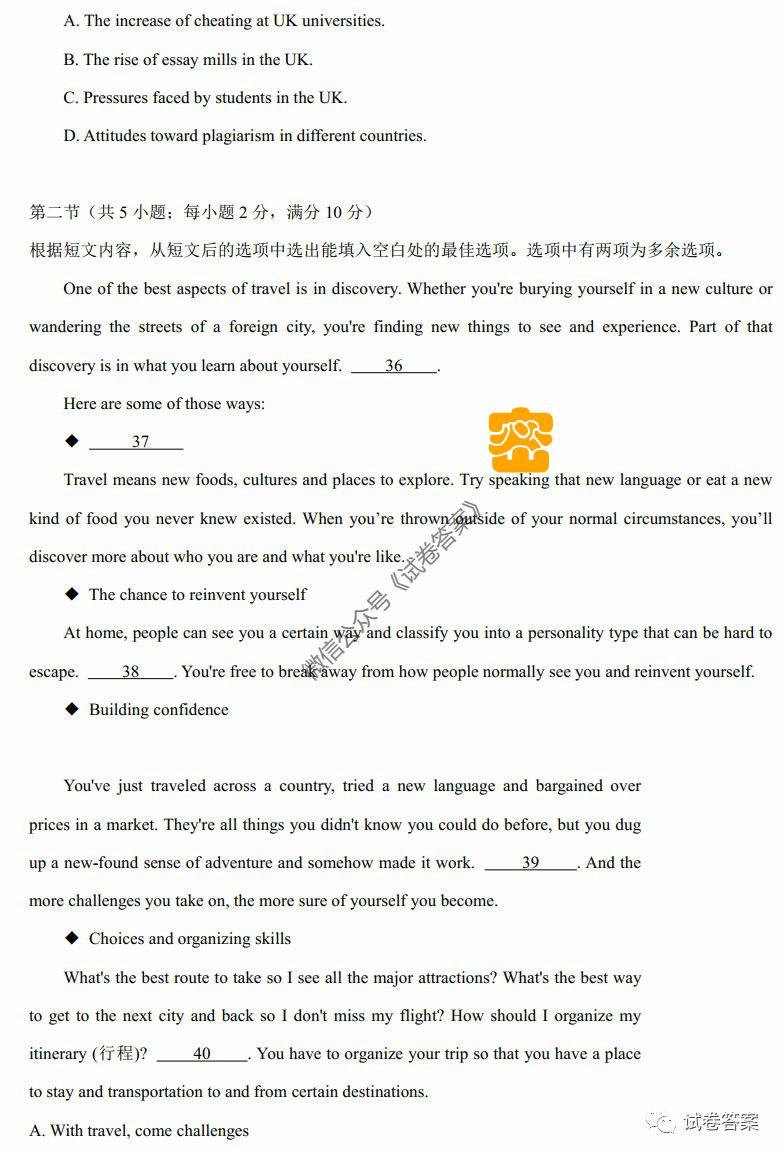 A. The increase of cheating at UK universities.
B. The rise of essay mills in the UK.
C. Pressures faced by students in the UK.
D. Attitudes toward plagiarism in different countries.
第二节（共 5 小题；每小题 2 分，满分 10 分）
根据短文内容，从短文后的选项中选出能填入空白处的最佳选项。选项中有两项为多余选项。
One of the best aspects of travel is in discovery. Whether you're burying yourself in a new culture or
wandering the streets of a foreign city, you're finding new things to see and experience. Part of that
discovery is in what you learn about yourself. ____36____.
Here are some of those ways:
◆ ____37____
Travel means new foods, cultures and places to explore. Try speaking that new language or eat a new
kind of food you never knew existed. When you’re thrown outside of your normal circumstances, you’ll
discover more about who you are and what you're like.
◆ The chance to reinvent yourself
At home, people can see you a certain way and classify you into a personality type that can be hard to
escape. ____38____. You're free to break away from how people normally see you and reinvent yourself.
◆ Building confidence
You've just traveled across a country, tried a new language and bargained over
prices in a market. They're all things you didn't know you could do before, but you dug
up a new-found sense of adventure and somehow made it work. ____39____. And the
more challenges you take on, the more sure of yourself you become.
◆ Choices and organizing skills
What's the best route to take so I see all the major attractions? What's the best way
to get to the next city and back so I don't miss my flight? How should I organize my
itinerary (行程)? ____40____. You have to organize your trip so that you have a place
to stay and transportation to and from certain destinations.
A. With travel, come challenges
微信公众号《试卷答案》
试卷答案